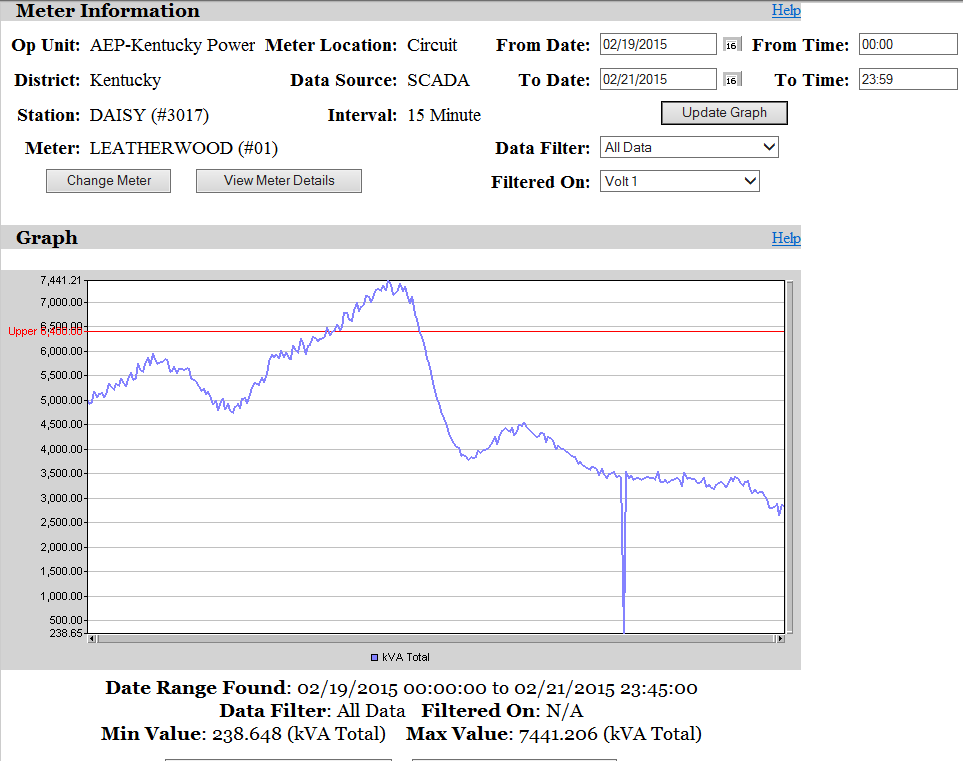 Meter Information Help
Op Unit: AEP-Kentucky Power Meter Location: Circuit From Date: 02/19/2015 16 From Time: 00:00
District: Kentucky Data Source: SCADA To Date: 02/21/2015 16 To Time: 23:59
Station: DAISY (#3017) Interval: 15 Minute Update Graph
Meter: LEATHERWOOD (#01) Data Filter: All Data
Change Meter View Meter Details Filtered On: Volt 1
Graph Help
7,441.21
7,000.00
6,500.00
Upper 6,400.00
6,000.00
5,500.00
5,000.00
4,500.00
4,000.00
3,500.00
3,000.00
2,500.00
2,000.00
1,500.00
1,000.00
500.00
238.65
kVA Total
Date Range Found: 02/19/2015 00:00:00 to 02/21/2015 23:45:00
Data Filter: All Data Filtered On: N/A
Min Value: 238.648 (kVA Total) Max Value: 7441.206 (kVA Total)